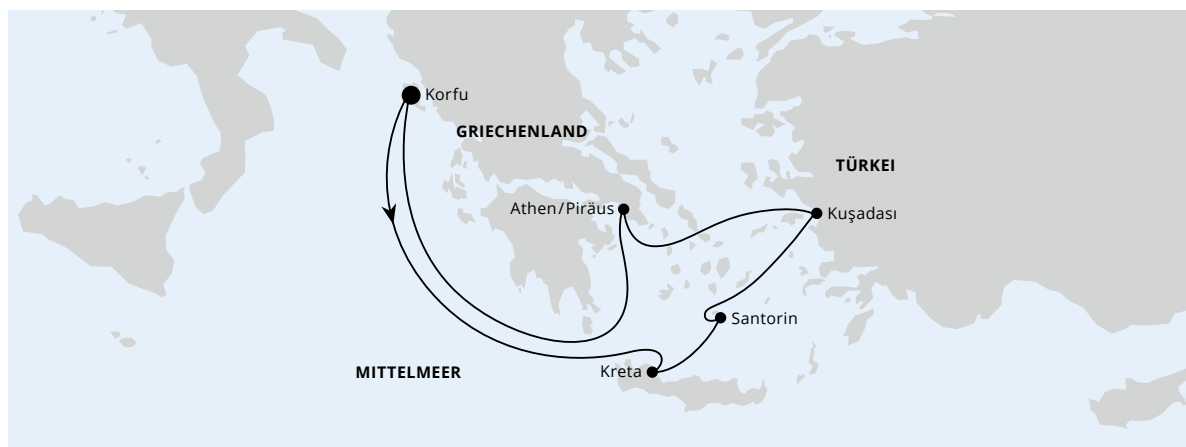 Korfu
GRIECHENLAND
TÜRKEI
Athen/Piräus
Kuşadası
Santorin
Kreta
MITTELMEER